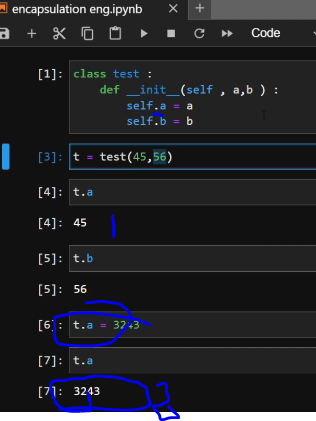 encapsulation eng.ipynb
Code
[1]: class test :
def __init__(self , a,b ) :
self.a = a
self.b = b
[3]: t = test(45,56)
[4]: t.a
[4]: 45
[5]: t.b
[5]: 56
[6]: t.a = 3243
[7]: t.a
[7]: 3243